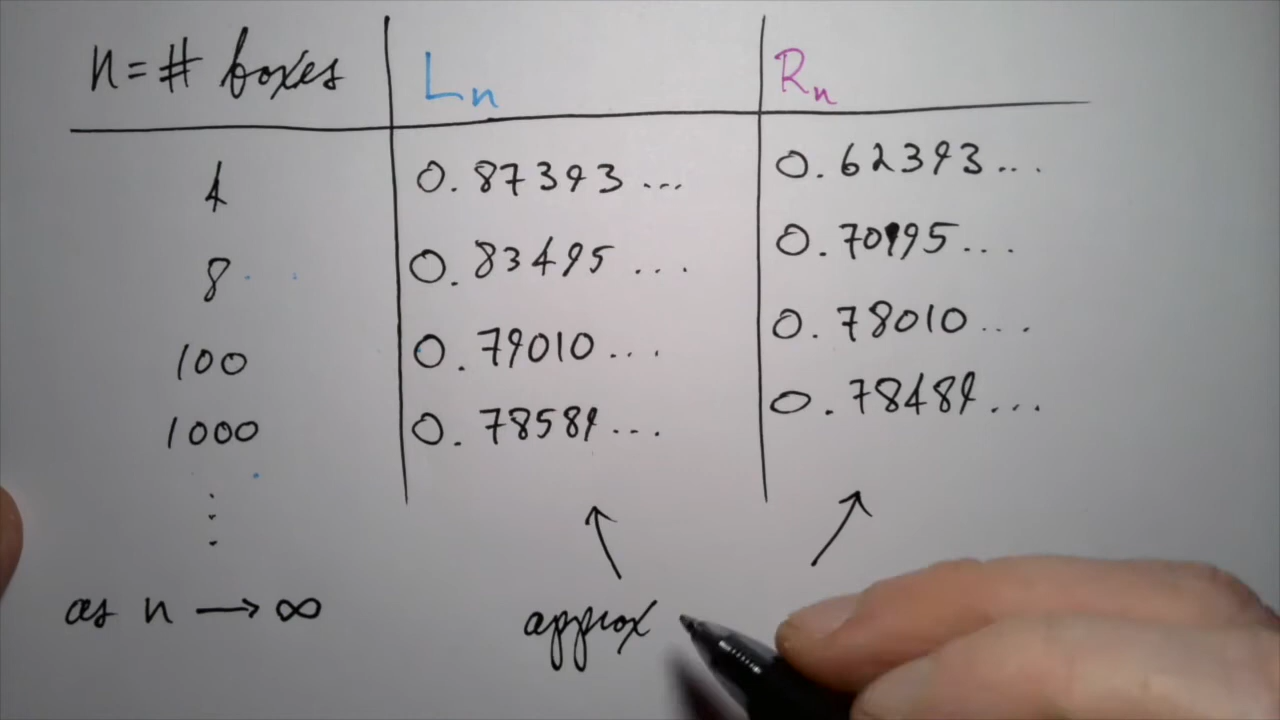 n = # boxes Lₙ Rₙ
4 0.87393... 0.62393...
8 0.83495... 0.70995...
100 0.79010... 0.78010...
1000 0.78589... 0.78489...
⋮
as n → ∞ approx